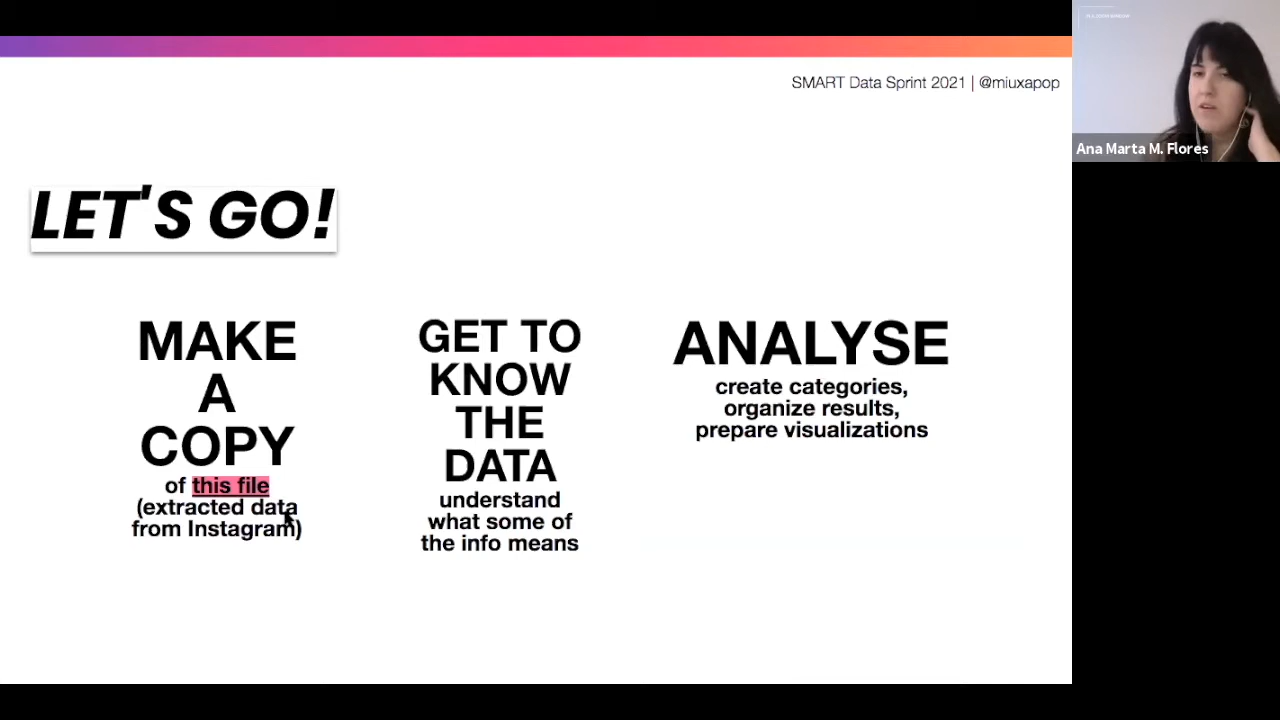 SMART Data Sprint 2021 | @miuxapop
Ana Marta M. Flores
LET'S GO!
MAKE
A
COPY
of this file
(extracted data
from Instagram)
GET TO
KNOW
THE
DATA
understand
what some of
the info means
ANALYSE
create categories,
organize results,
prepare visualizations